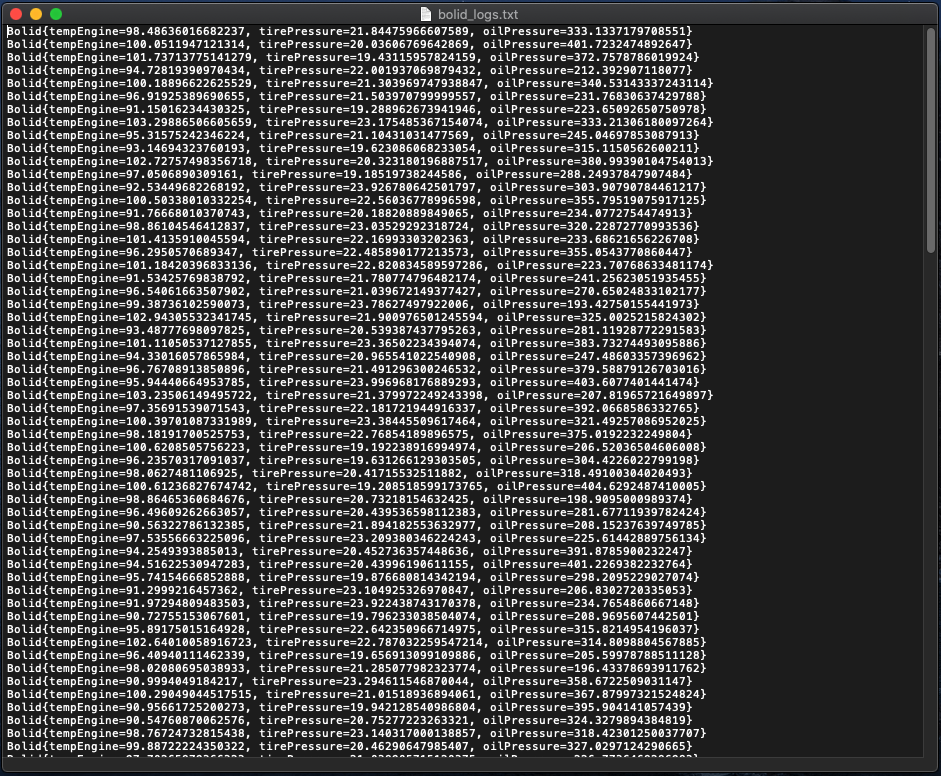 bolid_logs.txt
Bolid{tempEngine=98.48636016682237, tirePressure=21.84475966607589, oilPressure=333.1337179708551}
Bolid{tempEngine=100.0511947121314, tirePressure=20.03606769642869, oilPressure=401.72324744892647}
Bolid{tempEngine=101.73713775141279, tirePressure=19.43115957824159, oilPressure=372.7578786019924}
Bolid{tempEngine=94.72819390970434, tirePressure=22.001937069879432, oilPressure=212.392907118077}
Bolid{tempEngine=100.18896622625529, tirePressure=21.303969747938847, oilPressure=340.53143337243114}
Bolid{tempEngine=96.91925389690655, tirePressure=21.503970799999557, oilPressure=231.76830637429788}
Bolid{tempEngine=91.15016234430325, tirePressure=19.288962673941946, oilPressure=223.65092650750978}
Bolid{tempEngine=103.29886506605659, tirePressure=23.175485367154074, oilPressure=333.21306180097264}
Bolid{tempEngine=95.31575242346224, tirePressure=21.10431031477569, oilPressure=245.04697853087913}
Bolid{tempEngine=93.14694323760193, tirePressure=19.623086068233054, oilPressure=315.1150562600211}
Bolid{tempEngine=102.72757498356718, tirePressure=20.323180196887517, oilPressure=380.99390104754013}
Bolid{tempEngine=97.0506890309161, tirePressure=19.18519738244586, oilPressure=288.24937847907484}
Bolid{tempEngine=92.53449682268192, tirePressure=23.926780642501797, oilPressure=303.90790784461217}
Bolid{tempEngine=100.50338010332254, tirePressure=22.56036778996598, oilPressure=355.79519075917125}
Bolid{tempEngine=91.76668010370743, tirePressure=20.18820889849065, oilPressure=234.0772754474913}
Bolid{tempEngine=98.86104546412837, tirePressure=23.03529292318724, oilPressure=320.22872770993536}
Bolid{tempEngine=101.4135910045594, tirePressure=22.16993303202363, oilPressure=233.68621656226708}
Bolid{tempEngine=96.2950570689347, tirePressure=22.485890177213573, oilPressure=355.0543770860447}
Bolid{tempEngine=101.18420396833136, tirePressure=22.820834589597286, oilPressure=223.70768633481174}
Bolid{tempEngine=91.53425769838792, tirePressure=21.780774796482174, oilPressure=241.25623051935455}
Bolid{tempEngine=96.54061663507902, tirePressure=21.039672149377427, oilPressure=270.65024833102177}
Bolid{tempEngine=99.38736102590073, tirePressure=23.78627497922006, oilPressure=193.42750155441973}
Bolid{tempEngine=102.94305532341745, tirePressure=21.900976501245594, oilPressure=325.0025215824302}
Bolid{tempEngine=93.48777698097825, tirePressure=20.539387437795263, oilPressure=281.11928772291583}
Bolid{tempEngine=101.11050537127855, tirePressure=23.36502234394074, oilPressure=383.73274493095886}
Bolid{tempEngine=94.33016057865984, tirePressure=20.965541022540908, oilPressure=247.48603357396962}
Bolid{tempEngine=96.76708913850896, tirePressure=21.491296300246532, oilPressure=379.58879126703016}
Bolid{tempEngine=95.94440664953785, tirePressure=23.996968176889293, oilPressure=403.6077401441474}
Bolid{tempEngine=103.23506149495722, tirePressure=21.379972249243398, oilPressure=207.81965721649897}
Bolid{tempEngine=97.35691539071543, tirePressure=22.181721944916337, oilPressure=392.0668586332765}
Bolid{tempEngine=100.39701087331989, tirePressure=23.38445509617464, oilPressure=321.49257086952025}
Bolid{tempEngine=98.18191700525753, tirePressure=22.76854189896575, oilPressure=375.0192232249804}
Bolid{tempEngine=100.6208505756223, tirePressure=19.192238916994974, oilPressure=206.52036504606008}
Bolid{tempEngine=96.23570317091037, tirePressure=19.631266129303505, oilPressure=304.4226022799198}
Bolid{tempEngine=98.0627481106925, tirePressure=20.41715532511882, oilPressure=318.49100304020493}
Bolid{tempEngine=100.61236827674742, tirePressure=19.208518599173765, oilPressure=404.6292487410005}
Bolid{tempEngine=98.86465360684676, tirePressure=20.73218154632425, oilPressure=198.9095000989374}
Bolid{tempEngine=96.49609262663057, tirePressure=20.439536598112383, oilPressure=281.67711939782424}
Bolid{tempEngine=90.56322786132385, tirePressure=21.894182553632977, oilPressure=208.15237639749785}
Bolid{tempEngine=97.53556663225096, tirePressure=23.209380346224243, oilPressure=225.61442889756134}
Bolid{tempEngine=94.2549393885013, tirePressure=20.452736357448636, oilPressure=391.8785900232247}
Bolid{tempEngine=94.51622530947283, tirePressure=20.43996190611155, oilPressure=401.2269382232764}
Bolid{tempEngine=95.74154666852888, tirePressure=19.876680814342194, oilPressure=298.2095229027074}
Bolid{tempEngine=91.2999216457362, tirePressure=23.104925326970847, oilPressure=206.8302720335053}
Bolid{tempEngine=91.97294809483503, tirePressure=23.922438743170378, oilPressure=234.7654860667148}
Bolid{tempEngine=90.72755153067601, tirePressure=19.796233038504074, oilPressure=208.9695607442501}
Bolid{tempEngine=95.89175015164928, tirePressure=22.642350966714975, oilPressure=315.8214954196037}
Bolid{tempEngine=102.64010058916723, tirePressure=22.787032259547214, oilPressure=314.8098804567885}
Bolid{tempEngine=96.40940111462339, tirePressure=19.656913099109886, oilPressure=205.59978788511128}
Bolid{tempEngine=98.02080695038933, tirePressure=21.285077982323774, oilPressure=196.43378693911762}
Bolid{tempEngine=90.9994049184217, tirePressure=23.294611546870044, oilPressure=358.6722509031147}
Bolid{tempEngine=100.29049044517515, tirePressure=21.01518936894061, oilPressure=367.87997321524824}
Bolid{tempEngine=90.95661725200273, tirePressure=19.942128540986804, oilPressure=395.904141057439}
Bolid{tempEngine=90.54760870062576, tirePressure=20.75277223263321, oilPressure=324.3279894384819}
Bolid{tempEngine=98.76724732815438, tirePressure=23.140317000138857, oilPressure=318.42301250037707}
Bolid{tempEngine=99.88722224350322, tirePressure=20.46290647985407, oilPressure=327.0297124290665}